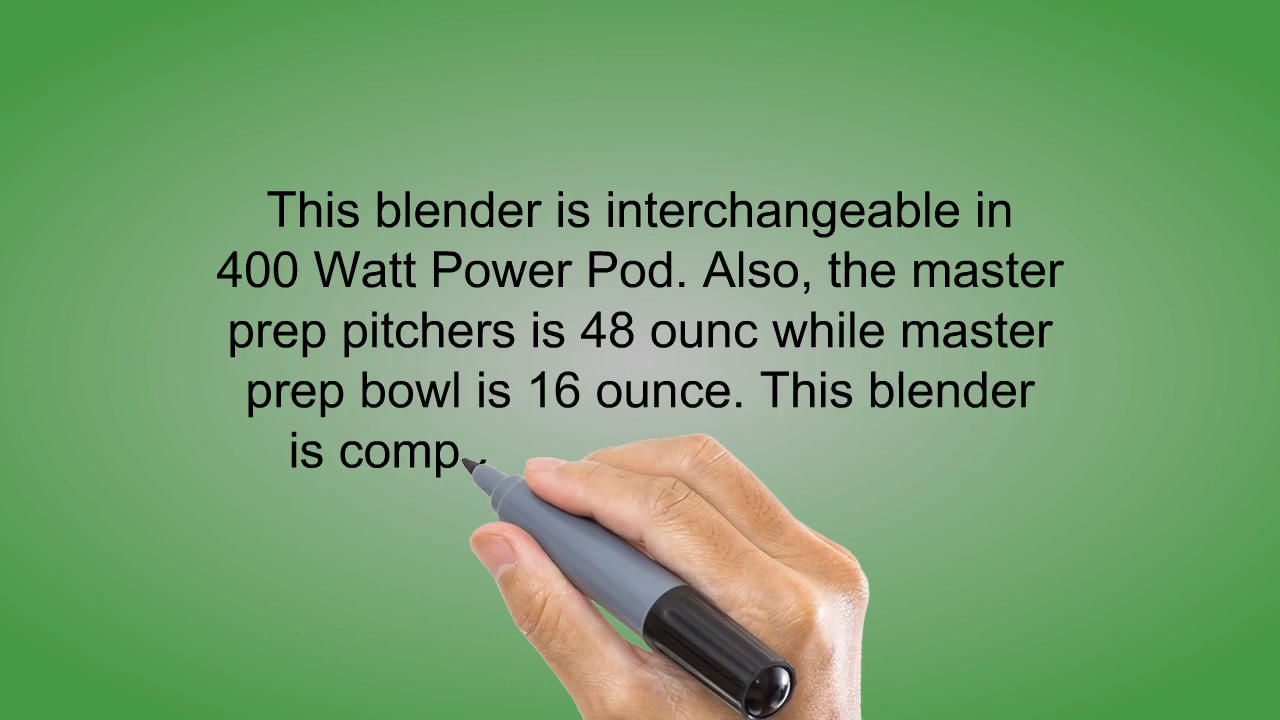 This blender is interchangeable in
400 Watt Power Pod. Also, the master
prep pitchers is 48 ounc while master
prep bowl is 16 ounce. This blender
is comp